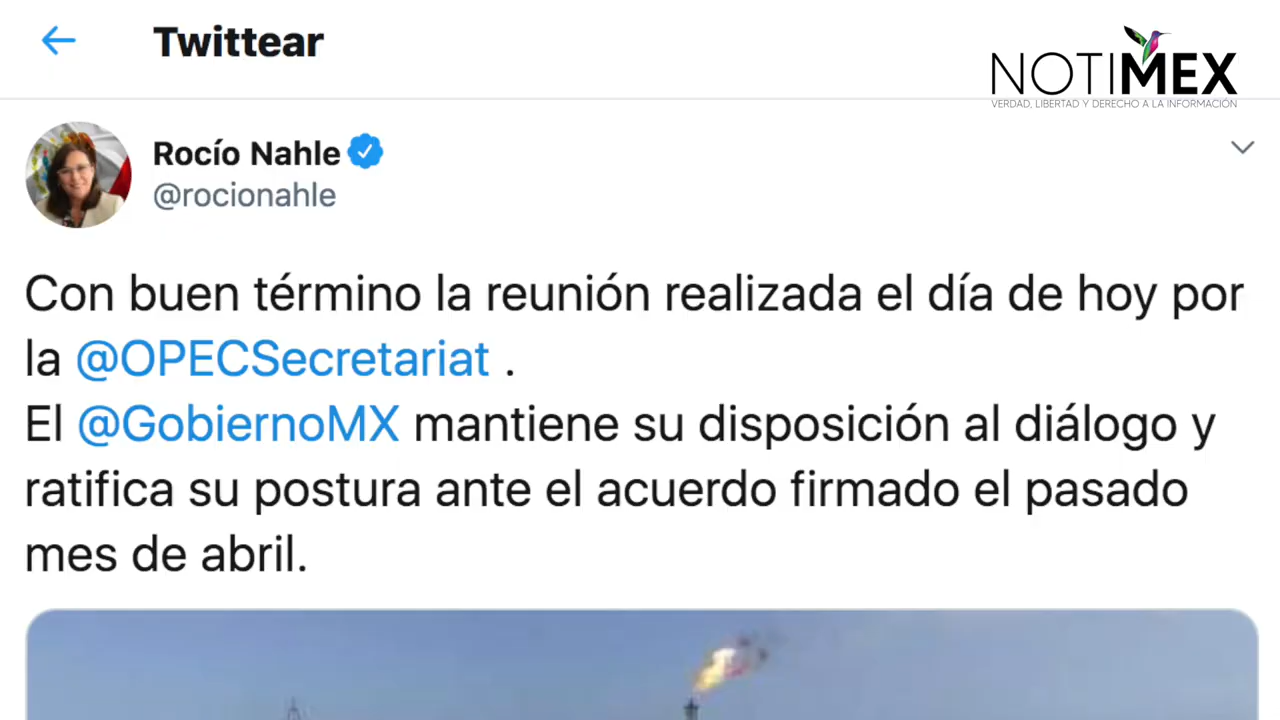 Twittear
NOTIMEX
VERDAD, LIBERTAD Y DERECHO A LA INFORMACIÓN
Rocío Nahle
@rocionahle
Con buen término la reunión realizada el día de hoy por
la @OPECSecretariat .
El @GobiernoMX mantiene su disposición al diálogo y
ratifica su postura ante el acuerdo firmado el pasado
mes de abril.